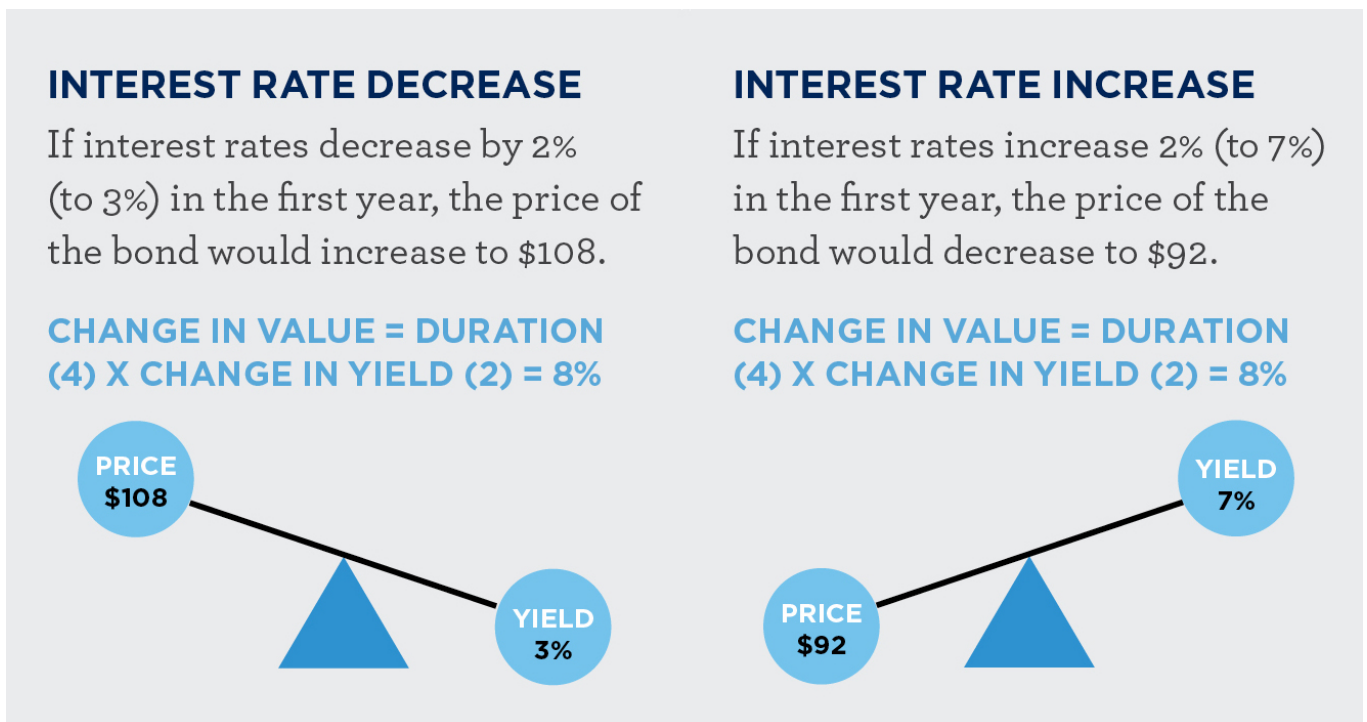 INTEREST RATE DECREASE
If interest rates decrease by 2%
(to 3%) in the first year, the price of
the bond would increase to $108.
CHANGE IN VALUE = DURATION
(4) X CHANGE IN YIELD (2) = 8%
PRICE
$108
YIELD
3%
INTEREST RATE INCREASE
If interest rates increase 2% (to 7%)
in the first year, the price of the
bond would decrease to $92.
CHANGE IN VALUE = DURATION
(4) X CHANGE IN YIELD (2) = 8%
YIELD
7%
PRICE
$92